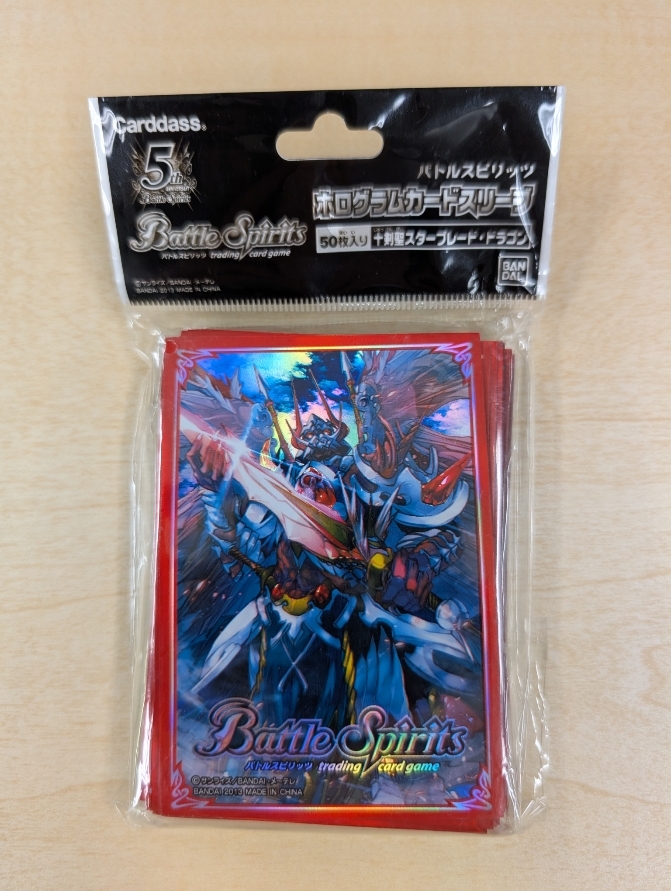 Carddass®
5th
ANNIVERSARY
Battle Spirits
Battle Spirits
バトルスピリッツ trading card game
©サンライズ/BANDAI・メ～テレ
BANDAI 2013 MADE IN CHINA
バトルスピリッツ
ホログラムカードスリーブ
50枚入り
十剣聖スターブレード・ドラゴン
BAN
DAI
Battle Spirits
バトルスピリッツ trading card game
©サンライズ/BANDAI・メ～テレ
BANDAI 2013 MADE IN CHINA